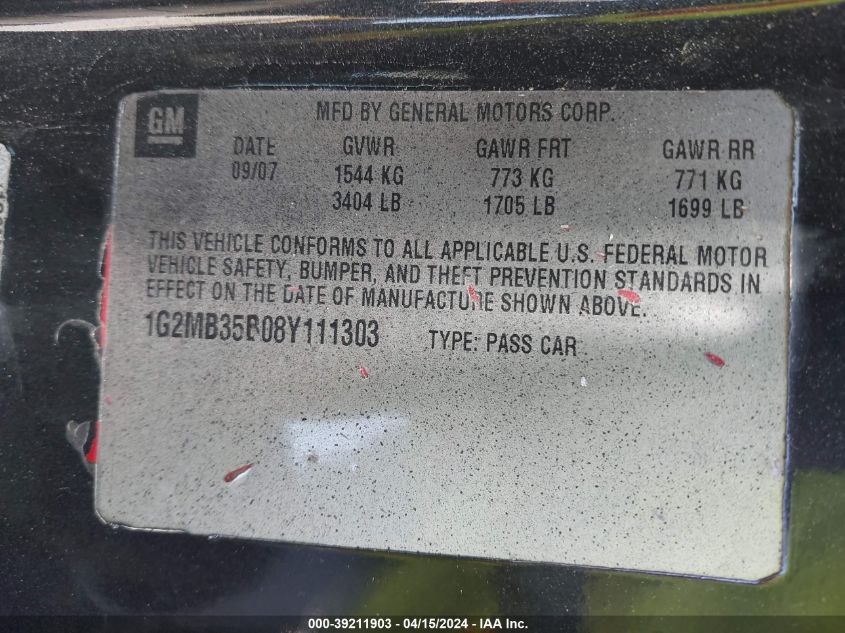 GM
MFD BY GENERAL MOTORS CORP.
DATE GVWR GAWR FRT GAWR RR
09/07 1544 KG 773 KG 771 KG
3404 LB 1705 LB 1699 LB
THIS VEHICLE CONFORMS TO ALL APPLICABLE U.S. FEDERAL MOTOR
VEHICLE SAFETY, BUMPER, AND THEFT PREVENTION STANDARDS IN
EFFECT ON THE DATE OF MANUFACTURE SHOWN ABOVE.
1G2MB35B08Y111303 TYPE: PASS CAR
000-39211903 - 04/15/2024 - IAA Inc.